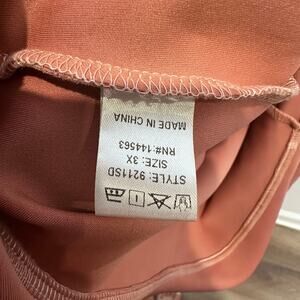 STYLE: 9211SD
SIZE: 3X
RN#: 144563
MADE IN CHINA